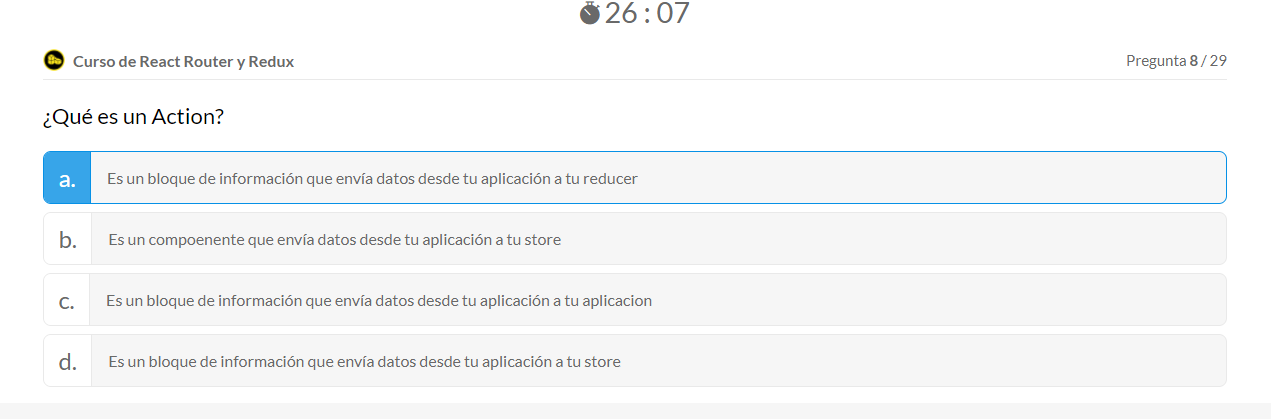 26 : 07
Curso de React Router y Redux
Pregunta 8 / 29
¿Qué es un Action?
a. Es un bloque de información que envía datos desde tu aplicación a tu reducer
b. Es un compoenente que envía datos desde tu aplicación a tu store
c. Es un bloque de información que envía datos desde tu aplicación a tu aplicacion
d. Es un bloque de información que envía datos desde tu aplicación a tu store